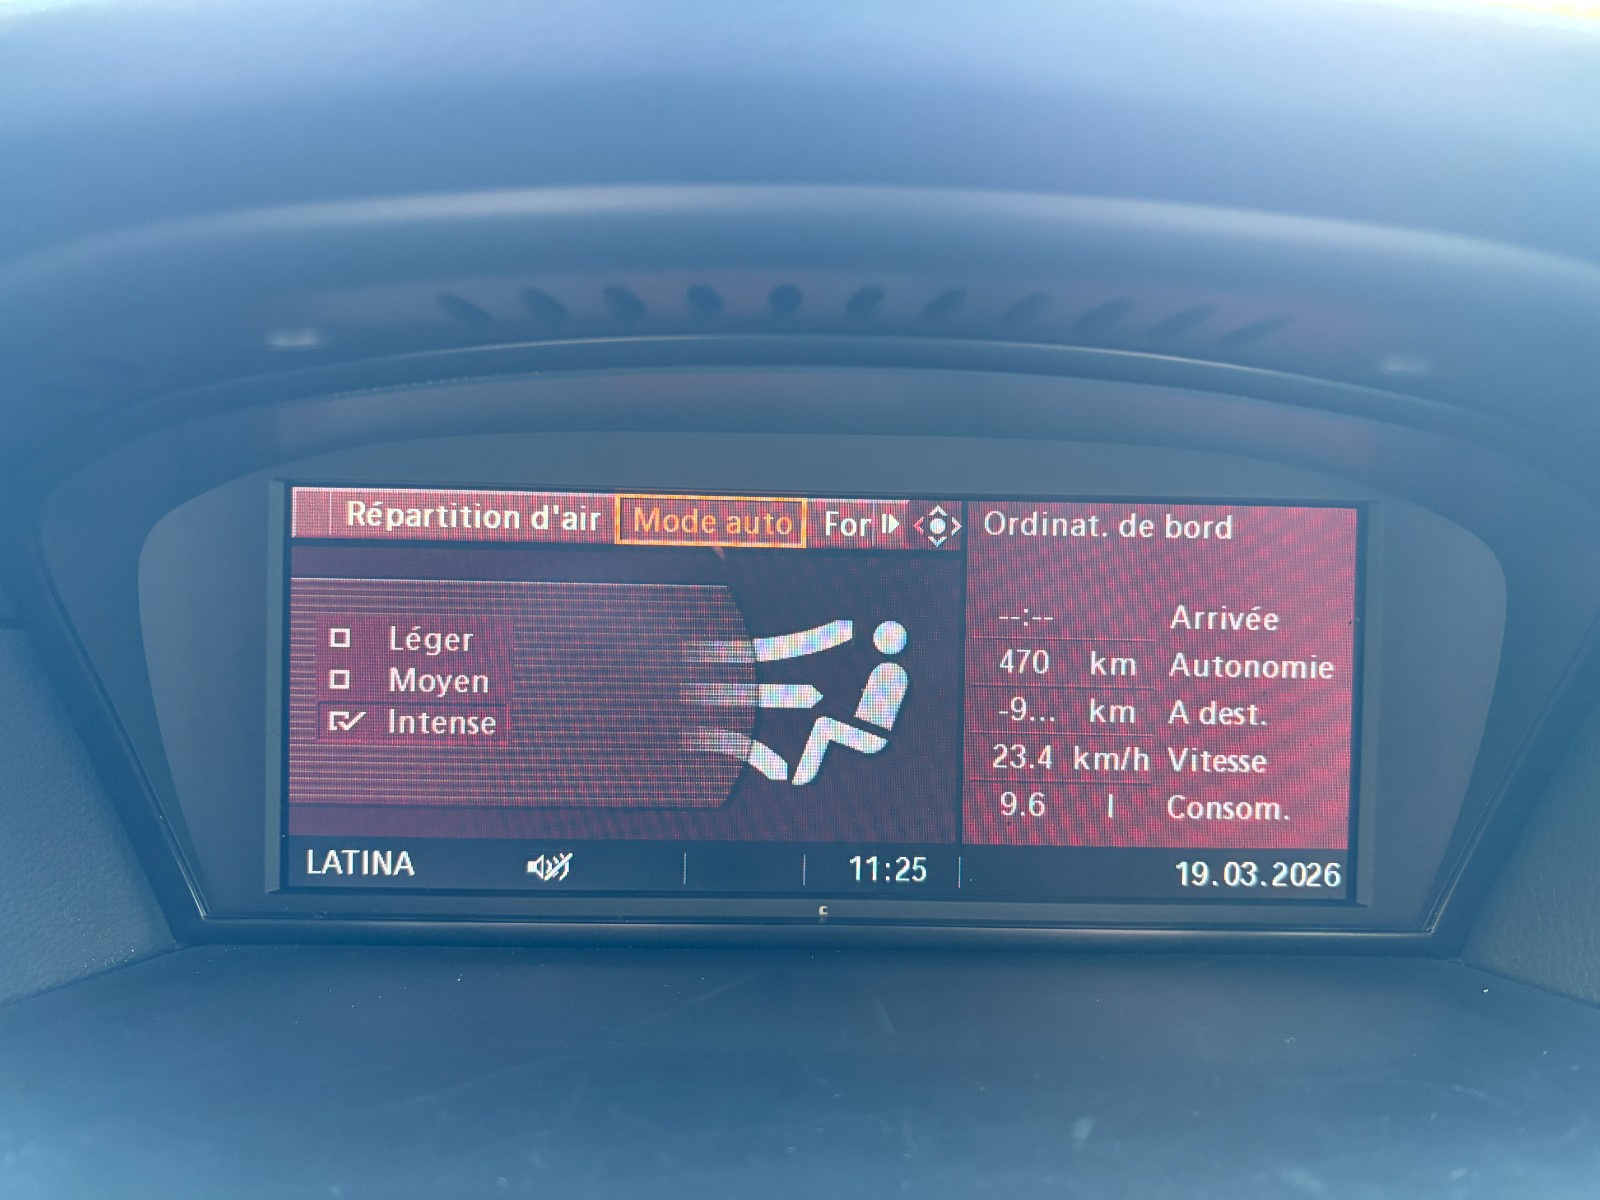 Répartition d'air Mode auto For
Léger
Moyen
Intense
Ordinat. de bord
--:-- Arrivée
470 km Autonomie
-9... km A dest.
23.4 km/h Vitesse
9.6 l Consom.
LATINA 11:25 19.03.2026